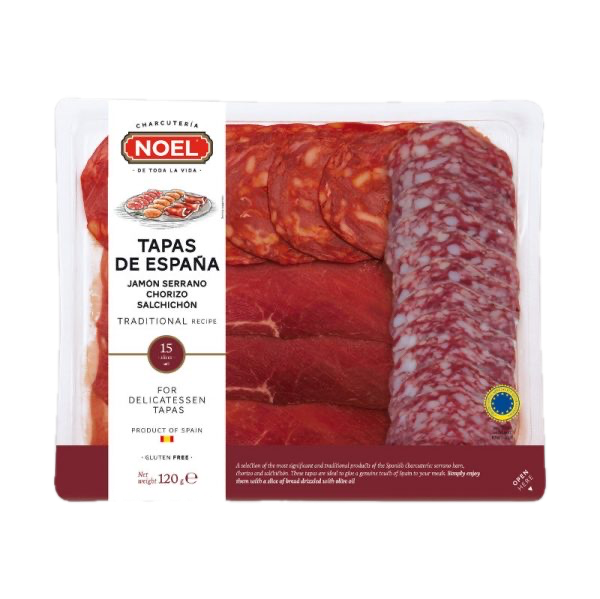 CHARCUTERÍA
NOEL
- DE TODA LA VIDA -
TAPAS
DE ESPAÑA
JAMÓN SERRANO
CHORIZO
SALCHICHÓN
TRADITIONAL RECIPE
15
slices
FOR
DELICATESSEN
TAPAS
PRODUCT OF SPAIN
· GLUTEN FREE ·
Net
weight 120g℮
A selection of the most significant and traditional products of the Spanish charcuterie: serrano ham,
chorizo and salchichón. These tapas are ideal to give a genuine touch of Spain to your meals. Simply enjoy
them with a slice of bread drizzled with olive oil
OPEN
HERE